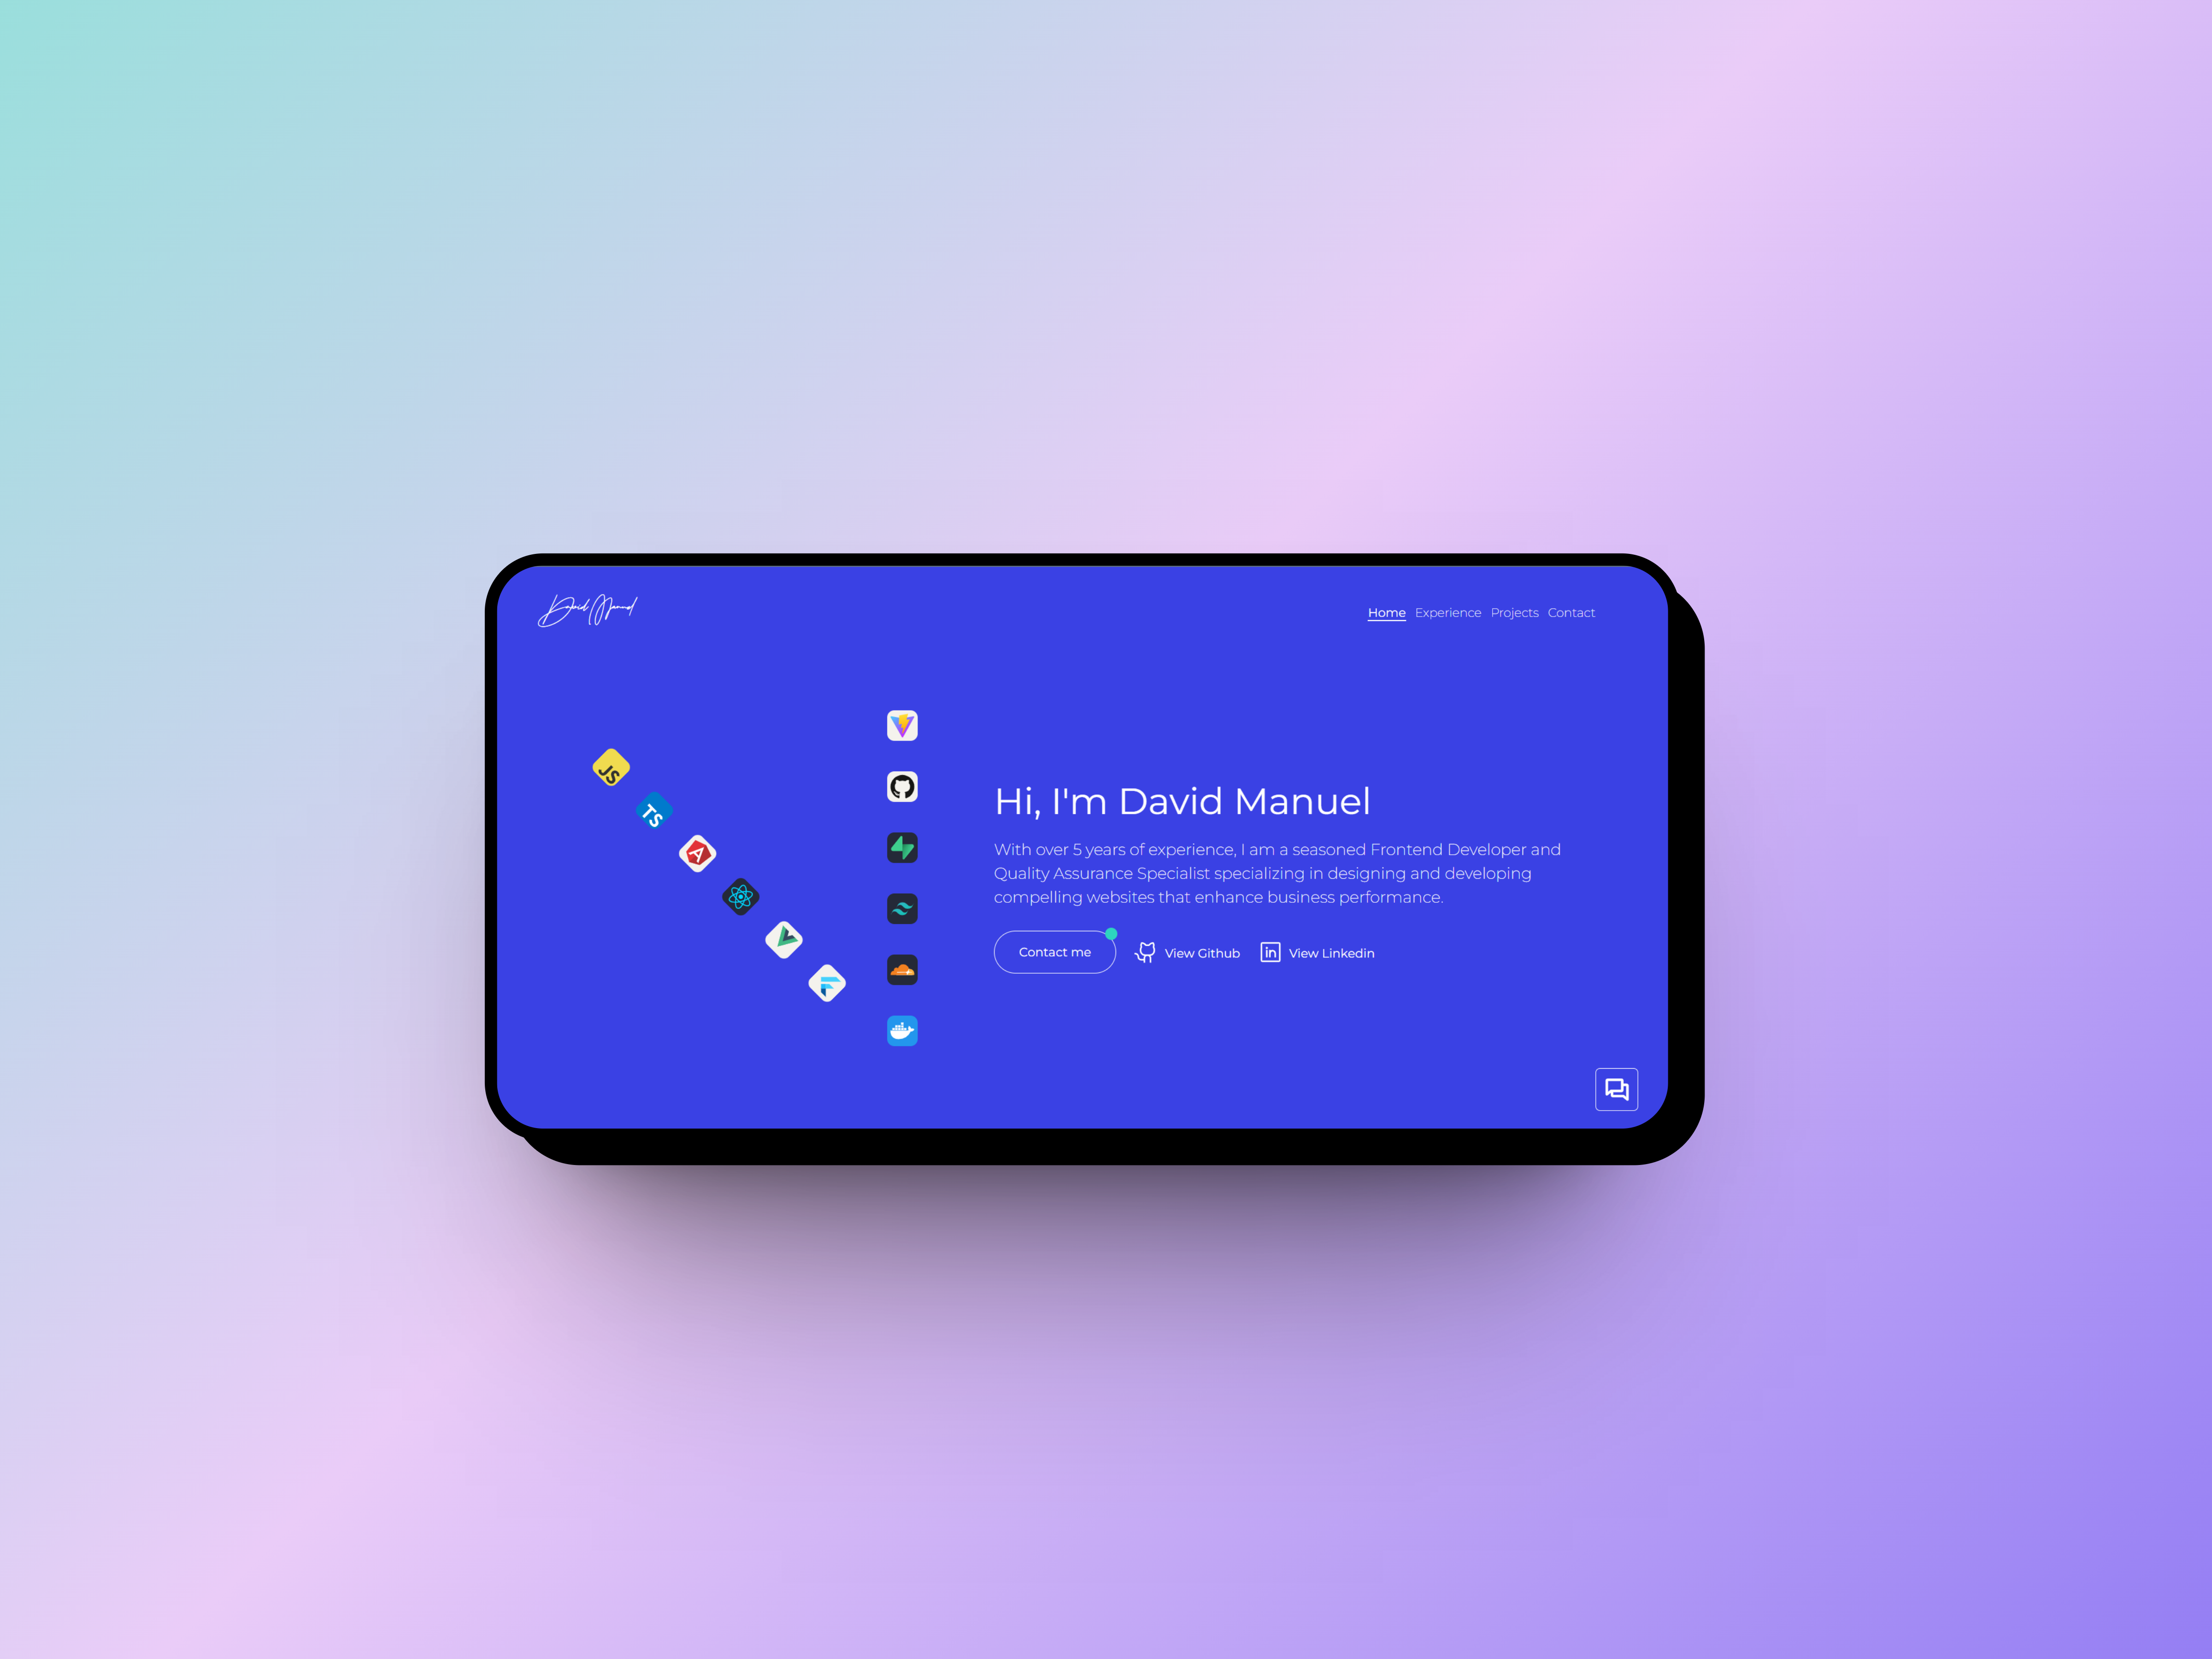 David Manuel
Home Experience Projects Contact
JS
TS
A
Hi, I'm David Manuel
With over 5 years of experience, I am a seasoned Frontend Developer and
Quality Assurance Specialist specializing in designing and developing
compelling websites that enhance business performance.
Contact me View Github in View Linkedin